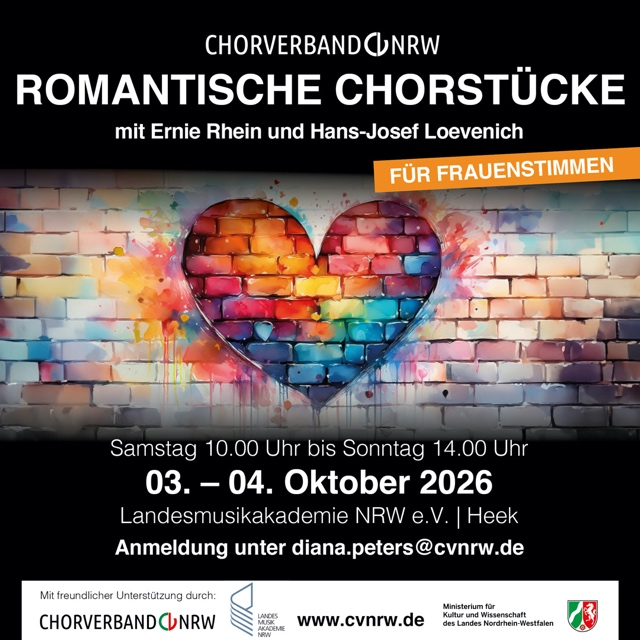 CHORVERBAND NRW
ROMANTISCHE CHORSTÜCKE
mit Ernie Rhein und Hans-Josef Loevenich
FÜR FRAUENSTIMMEN
Samstag 10.00 Uhr bis Sonntag 14.00 Uhr
03. – 04. Oktober 2026
Landesmusikakademie NRW e.V. | Heek
Anmeldung unter diana.peters@cvnrw.de
Mit freundlicher Unterstützung durch:
CHORVERBAND NRW
LANDES
MUSIK
AKADEMIE
NRW
www.cvnrw.de
Ministerium für
Kultur und Wissenschaft
des Landes Nordrhein-Westfalen